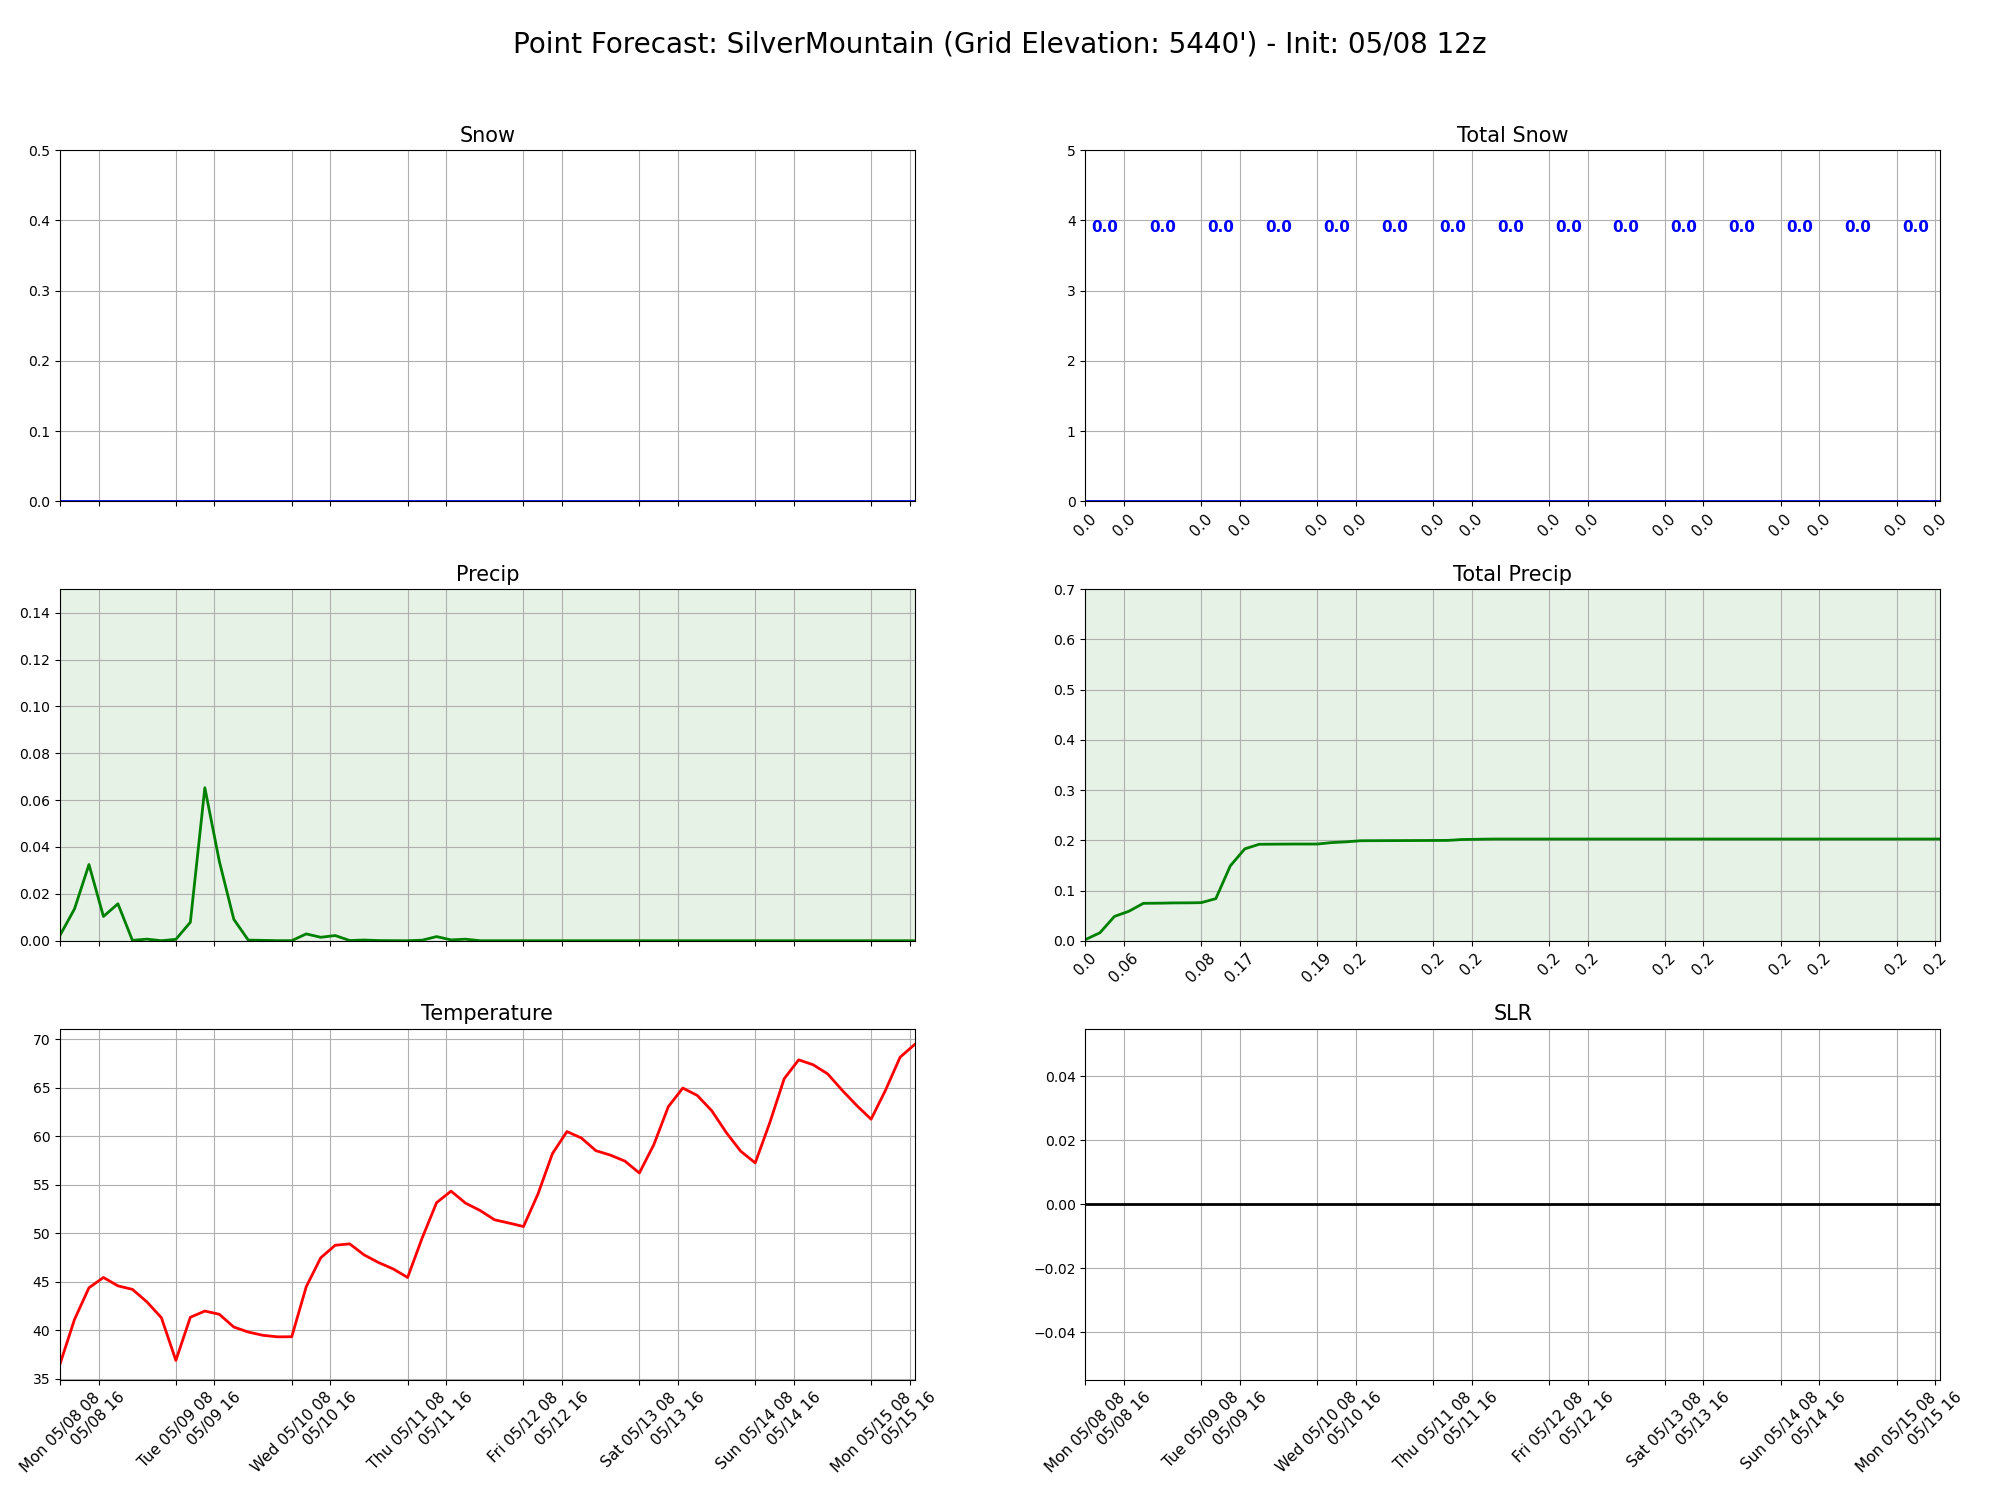 Point Forecast: SilverMountain (Grid Elevation: 5440') - Init: 05/08 12z
Snow
0.5
0.4
0.3
0.2
0.1
0.0
Total Snow
5
4
3
2
1
0
0.0 0.0 0.0 0.0 0.0 0.0 0.0 0.0 0.0 0.0 0.0 0.0 0.0 0.0 0.0
0.0 0.0 0.0 0.0 0.0 0.0 0.0 0.0 0.0 0.0 0.0 0.0 0.0 0.0 0.0 0.0
Precip
0.14
0.12
0.10
0.08
0.06
0.04
0.02
0.00
Total Precip
0.7
0.6
0.5
0.4
0.3
0.2
0.1
0.0
0.0 0.06 0.08 0.17 0.19 0.2 0.2 0.2 0.2 0.2 0.2 0.2 0.2 0.2 0.2 0.2
Temperature
70
65
60
55
50
45
40
35
Mon 05/08 08
05/08 16
Tue 05/09 08
05/09 16
Wed 05/10 08
05/10 16
Thu 05/11 08
05/11 16
Fri 05/12 08
05/12 16
Sat 05/13 08
05/13 16
Sun 05/14 08
05/14 16
Mon 05/15 08
05/15 16
SLR
0.04
0.02
0.00
−0.02
−0.04
Mon 05/08 08
05/08 16
Tue 05/09 08
05/09 16
Wed 05/10 08
05/10 16
Thu 05/11 08
05/11 16
Fri 05/12 08
05/12 16
Sat 05/13 08
05/13 16
Sun 05/14 08
05/14 16
Mon 05/15 08
05/15 16